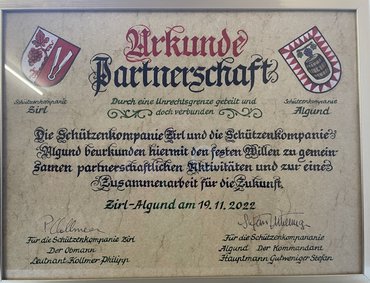 Urkunde
Partnerschaft
Schützenkompanie
Zirl
Schützenkompanie
Algund
Durch eine Unrechtsgrenze geteilt und
doch verbunden
Die Schützenkompanie Zirl und die Schützenkompanie
Algund beurkunden hiermit den festen Willen zu gemein-
samen partnerschaftlichen Aktivitäten und zur eine
Zusammenarbeit für die Zukunft.
Zirl-Algund am 19.11.2022
Für die Schützenkompanie Zirl
Der Obmann
Leutnant Kollmer Philipp
Für die Schützenkompanie
Algund Der Kommandant
Hauptmann Gutweniger Stefan